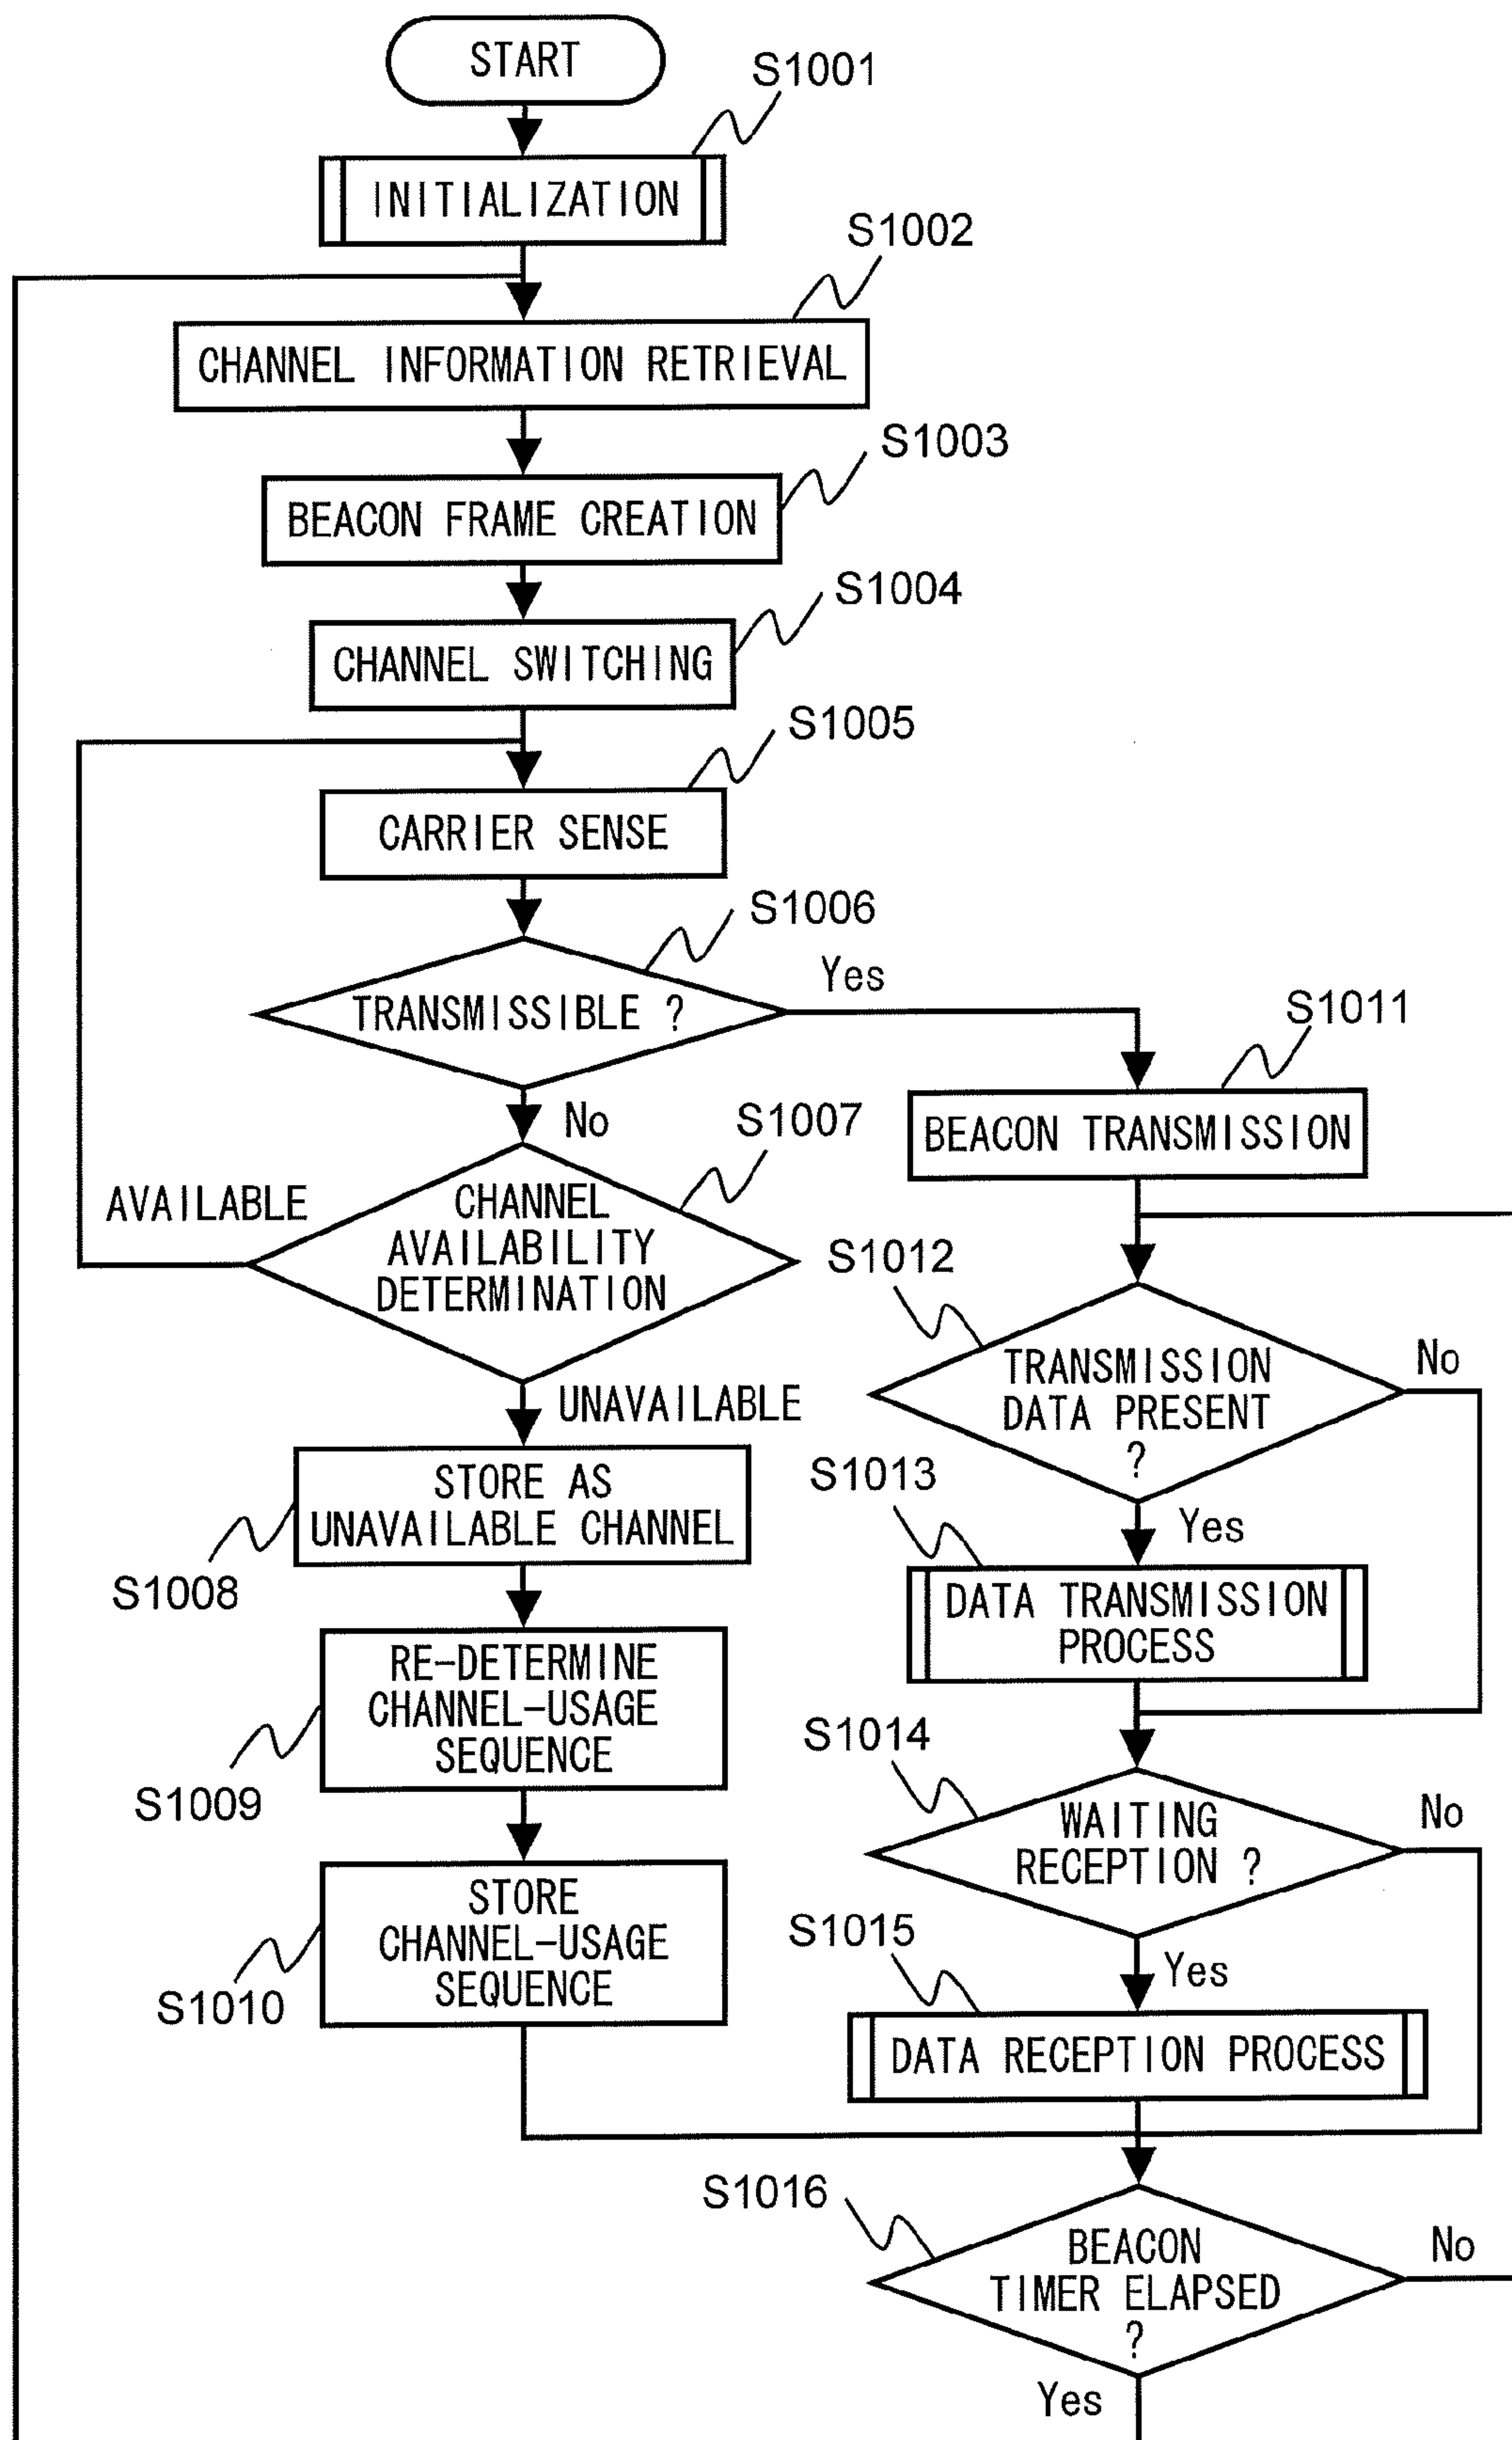 START
S1001
INITIALIZATION
S1002
CHANNEL INFORMATION RETRIEVAL
S1003
BEACON FRAME CREATION
S1004
CHANNEL SWITCHING
S1005
CARRIER SENSE
S1006
TRANSMISSIBLE ?
Yes
No
S1007
CHANNEL
AVAILABILITY
DETERMINATION
AVAILABLE
UNAVAILABLE
STORE AS
UNAVAILABLE CHANNEL
S1008
RE-DETERMINE
CHANNEL-USAGE
SEQUENCE
S1009
STORE
CHANNEL-USAGE
SEQUENCE
S1010
S1011
BEACON TRANSMISSION
S1012
TRANSMISSION
DATA PRESENT
?
No
Yes
S1013
DATA TRANSMISSION
PROCESS
S1014
WAITING
RECEPTION ?
No
Yes
S1015
DATA RECEPTION PROCESS
S1016
BEACON
TIMER ELAPSED
?
No
Yes